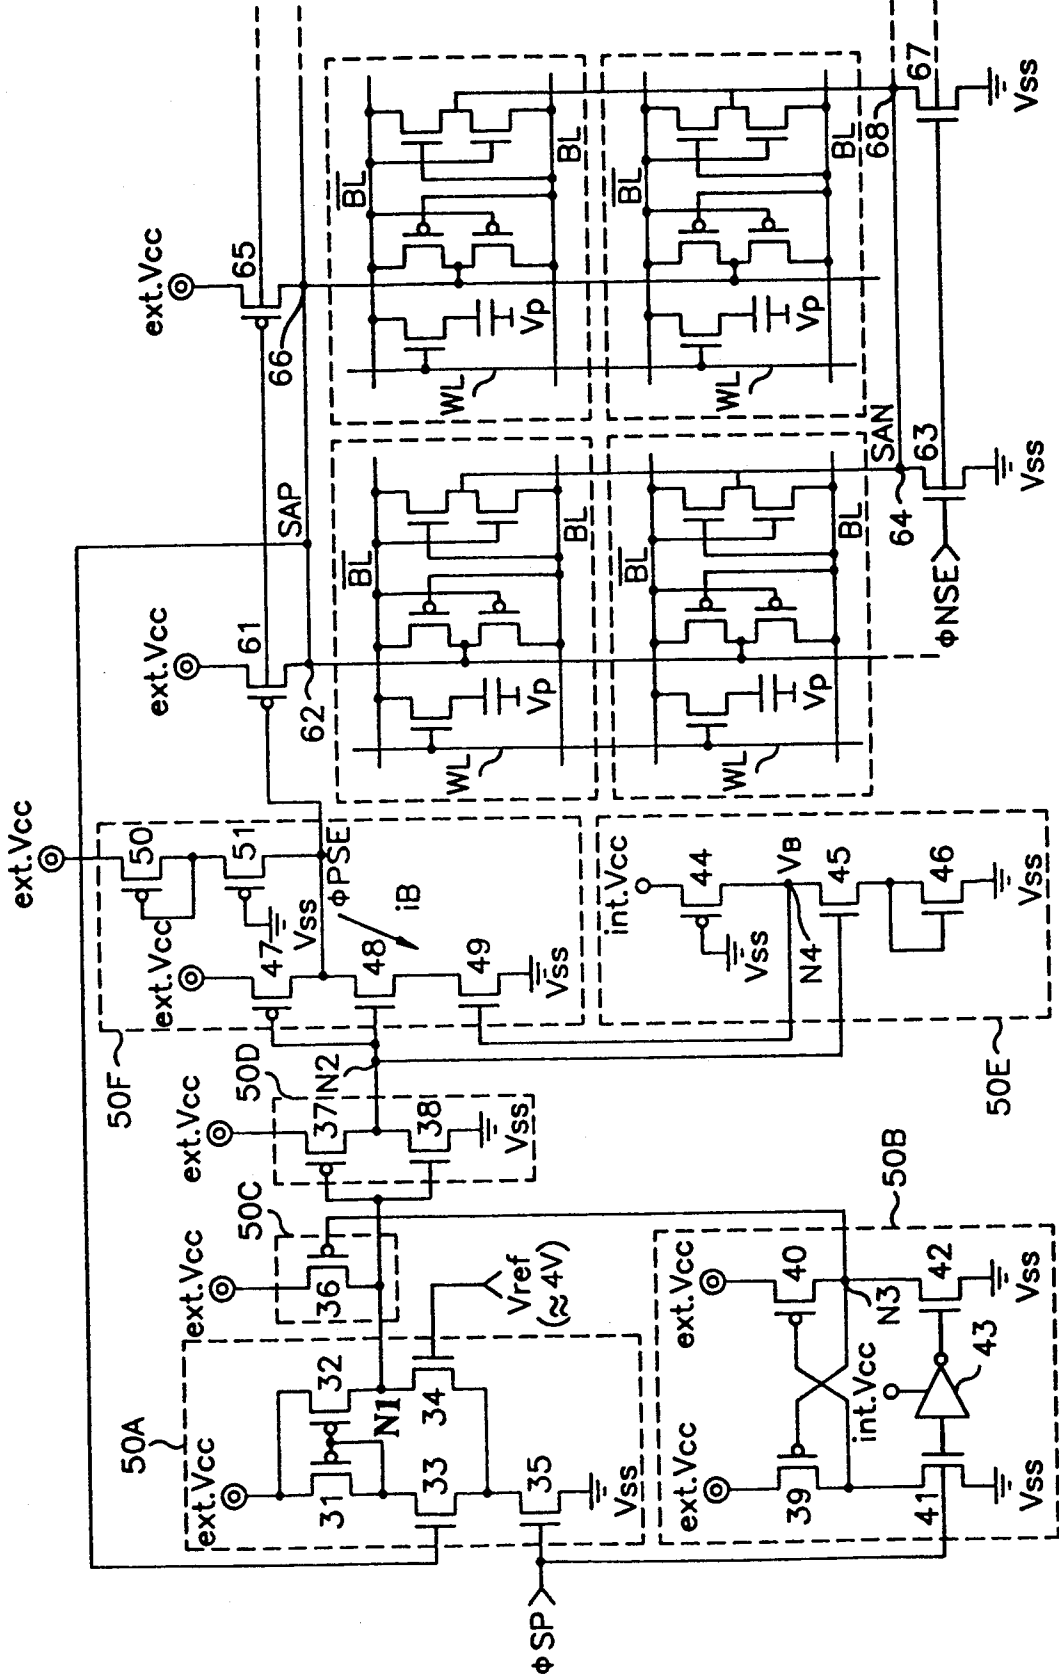 ext.Vcc
65
66
ext.Vcc
61
SAP
62
BL
BL
WL
Vp
BL
BL
WL
Vp
68
67
Vss
BL
BL
WL
Vp
BL
BL
WL
Vp
SAN
64
63
Vss
ΦNSE
ext.Vcc
50
51
Vss
ext.Vcc
47
ΦPSE
iB
48
49
Vss
50F
int.Vcc
44
Vss
VB
N4
45
46
Vss
50E
ext.Vcc
50D
N2
37
38
Vss
ext.Vcc
50C
36
Vref
(≈4V)
50A
ext.Vcc
31
32
N1
33
34
35
Vss
ΦSP
50B
ext.Vcc
40
N3
42
Vss
int.Vcc
43
ext.Vcc
39
41
Vss